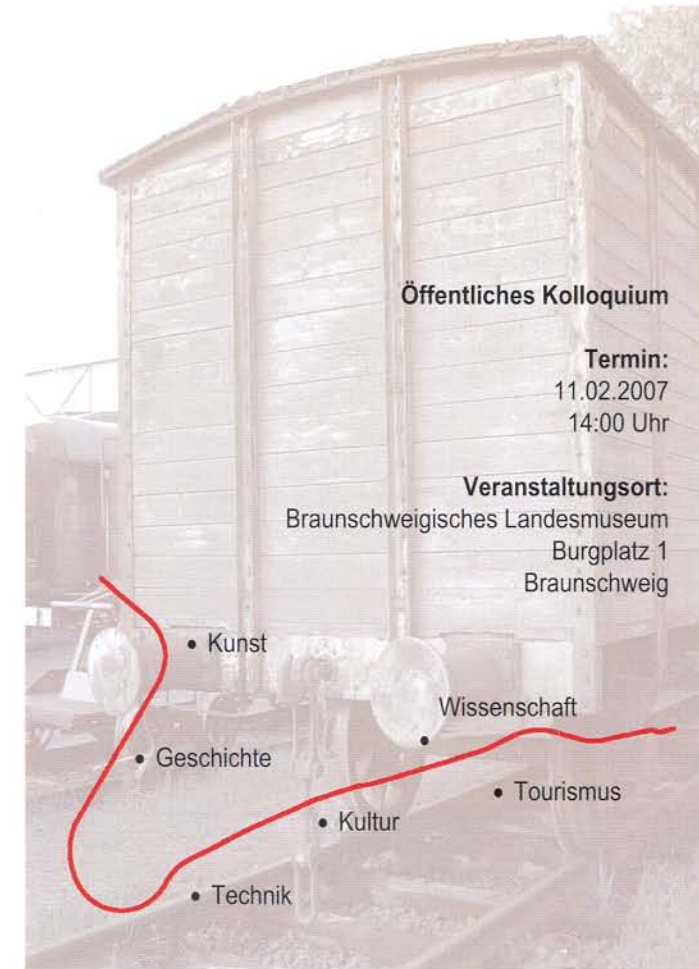 Öffentliches Kolloquium
Termin:
11.02.2007
14:00 Uhr
Veranstaltungsort:
Braunschweigisches Landesmuseum
Burgplatz 1
Braunschweig
• Kunst
Wissenschaft
• Geschichte
• Tourismus
• Kultur
• Technik